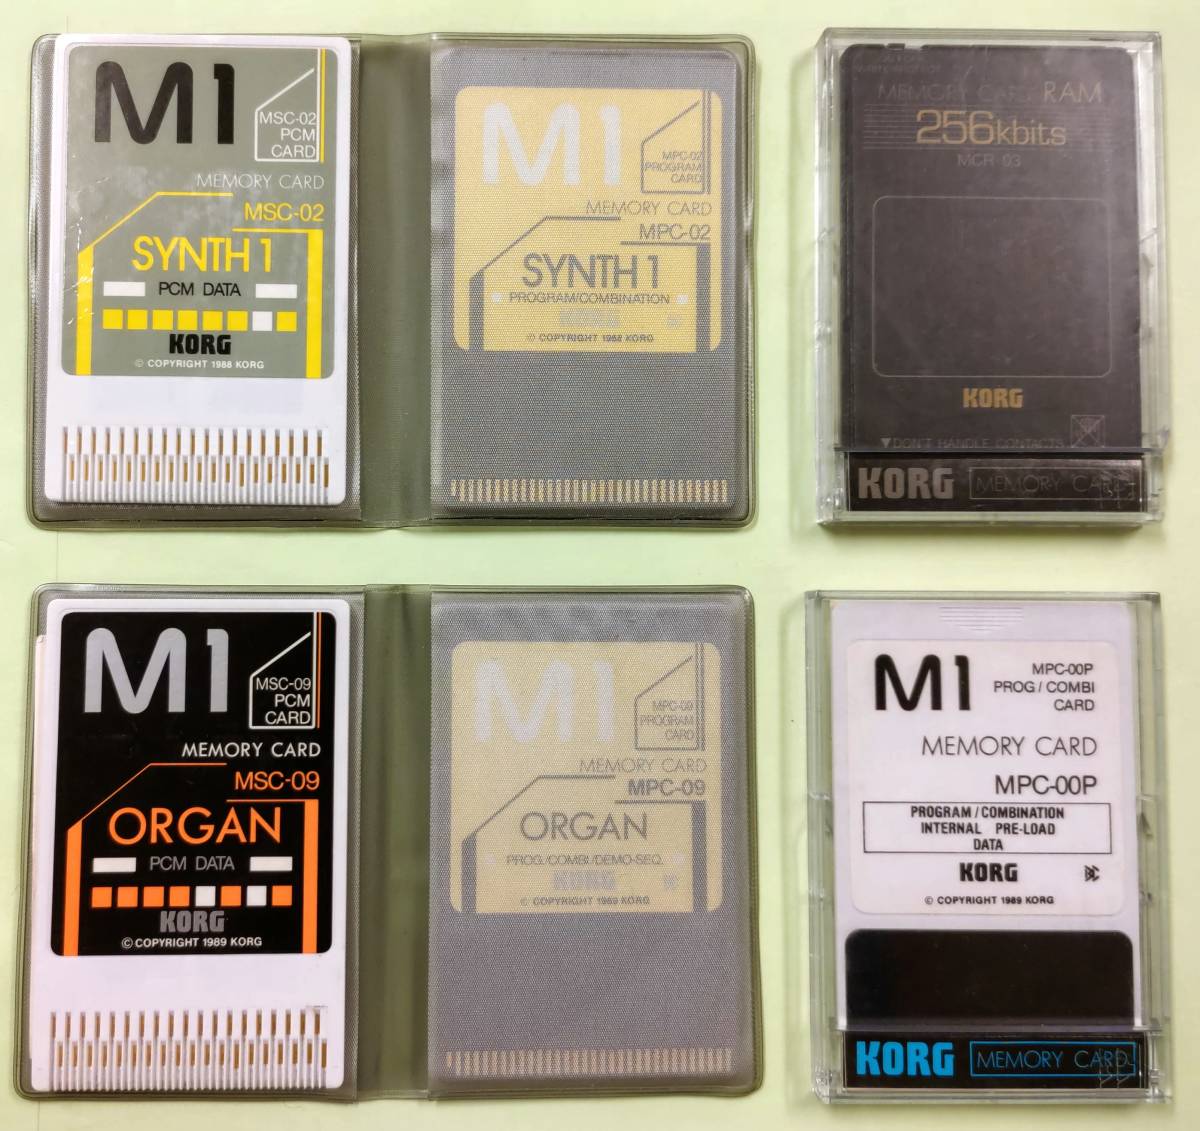 M1
MSC-02
PCM
CARD
MEMORY CARD
MSC-02
SYNTH 1
PCM DATA
KORG
© COPYRIGHT 1988 KORG
M1
MPC-02
PROGRAM
CARD
MEMORY CARD
MPC-02
SYNTH 1
PROGRAM/COMBINATION
KORG
© COPYRIGHT 1988 KORG
MEMORY CARD RAM
256kbits
MCR-03
KORG
▼DON'T HANDLE CONTACTS
KORG MEMORY CARD
M1
MSC-09
PCM
CARD
MEMORY CARD
MSC-09
ORGAN
PCM DATA
KORG
© COPYRIGHT 1989 KORG
M1
MPC-09
PROGRAM
CARD
MEMORY CARD
MPC-09
ORGAN
PROG./COMBI/DEMO-SEQ.
KORG
© COPYRIGHT 1989 KORG
M1
MPC-00P
PROG/COMBI
CARD
MEMORY CARD
MPC-00P
PROGRAM/COMBINATION
INTERNAL PRE-LOAD
DATA
KORG
© COPYRIGHT 1989 KORG
KORG MEMORY CARD